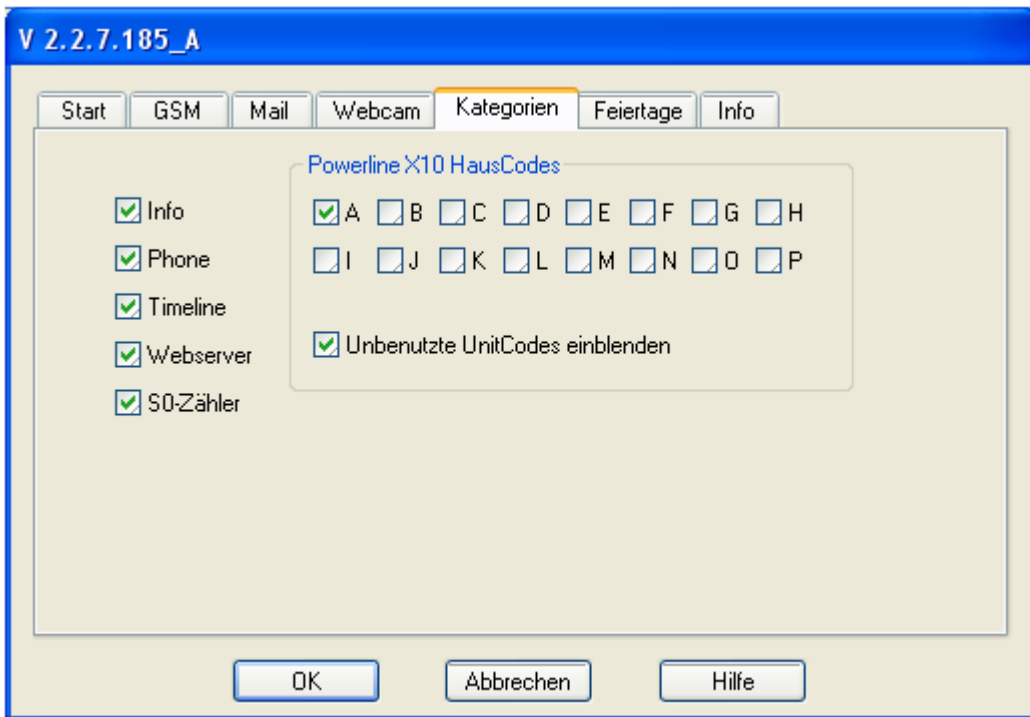 V 2.2.7.185_A
Start GSM Mail Webcam Kategorien Feiertage Info
Powerline X10 HausCodes
Info
Phone
Timeline
Webserver
S0-Zähler
A B C D E F G H
I J K L M N O P
Unbenutzte UnitCodes einblenden
OK Abbrechen Hilfe